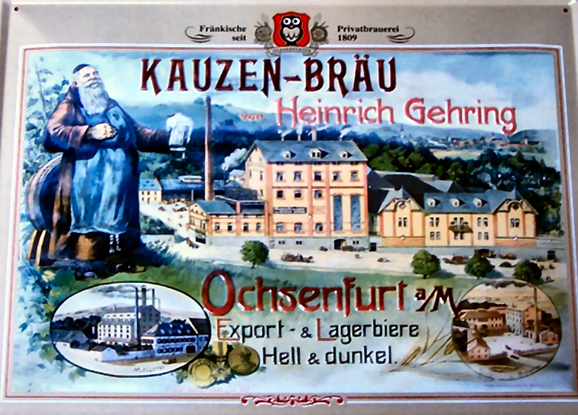 Fränkische Privatbrauerei
seit 1809
KAUZEN-BRÄU
von Heinrich Gehring
Ochsenfurt a/M
Export- & Lagerbiere
Hell & dunkel.